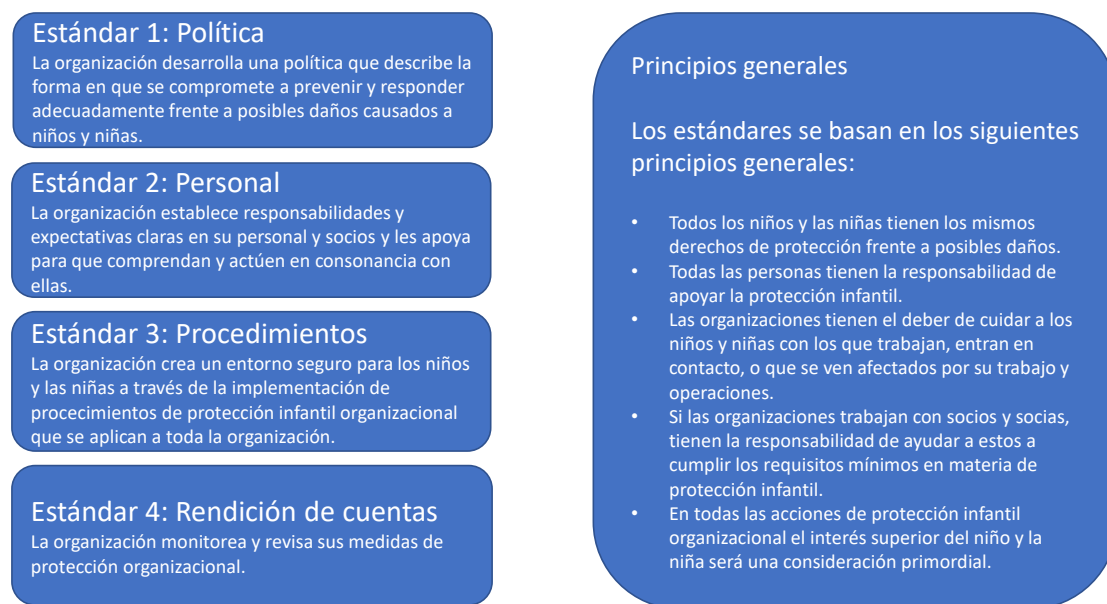 Estándar 1: Política
La organización desarrolla una política que describe la
forma en que se compromete a prevenir y responder
adecuadamente frente a posibles daños causados a
niños y niñas.
Estándar 2: Personal
La organización establece responsabilidades y
expectativas claras en su personal y socios y les apoya
para que comprendan y actúen en consonancia con
ellas.
Estándar 3: Procedimientos
La organización crea un entorno seguro para los niños
y las niñas a través de la implementación de
procecimientos de protección infantil organizacional
que se aplican a toda la organización.
Estándar 4: Rendición de cuentas
La organización monitorea y revisa sus medidas de
protección organizacional.
Principios generales
Los estándares se basan en los siguientes
principios generales:
• Todos los niños y las niñas tienen los mismos
derechos de protección frente a posibles daños.
• Todas las personas tienen la responsabilidad de
apoyar la protección infantil.
• Las organizaciones tienen el deber de cuidar a los
niños y niñas con los que trabajan, entran en
contacto, o que se ven afectados por su trabajo y
operaciones.
• Si las organizaciones trabajan con socios y socias,
tienen la responsabilidad de ayudar a estos a
cumplir los requisitos mínimos en materia de
protección infantil.
• En todas las acciones de protección infantil
organizacional el interés superior del niño y la
niña será una consideración primordial.